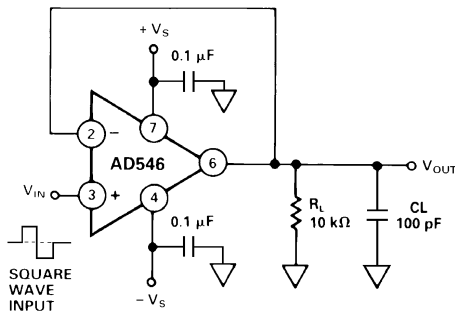 + VS
0.1 µF
7
2
−
AD546
6
VOUT
VIN
3
+
4
RL
10 kΩ
CL
100 pF
0.1 µF
SQUARE
WAVE
INPUT
− VS